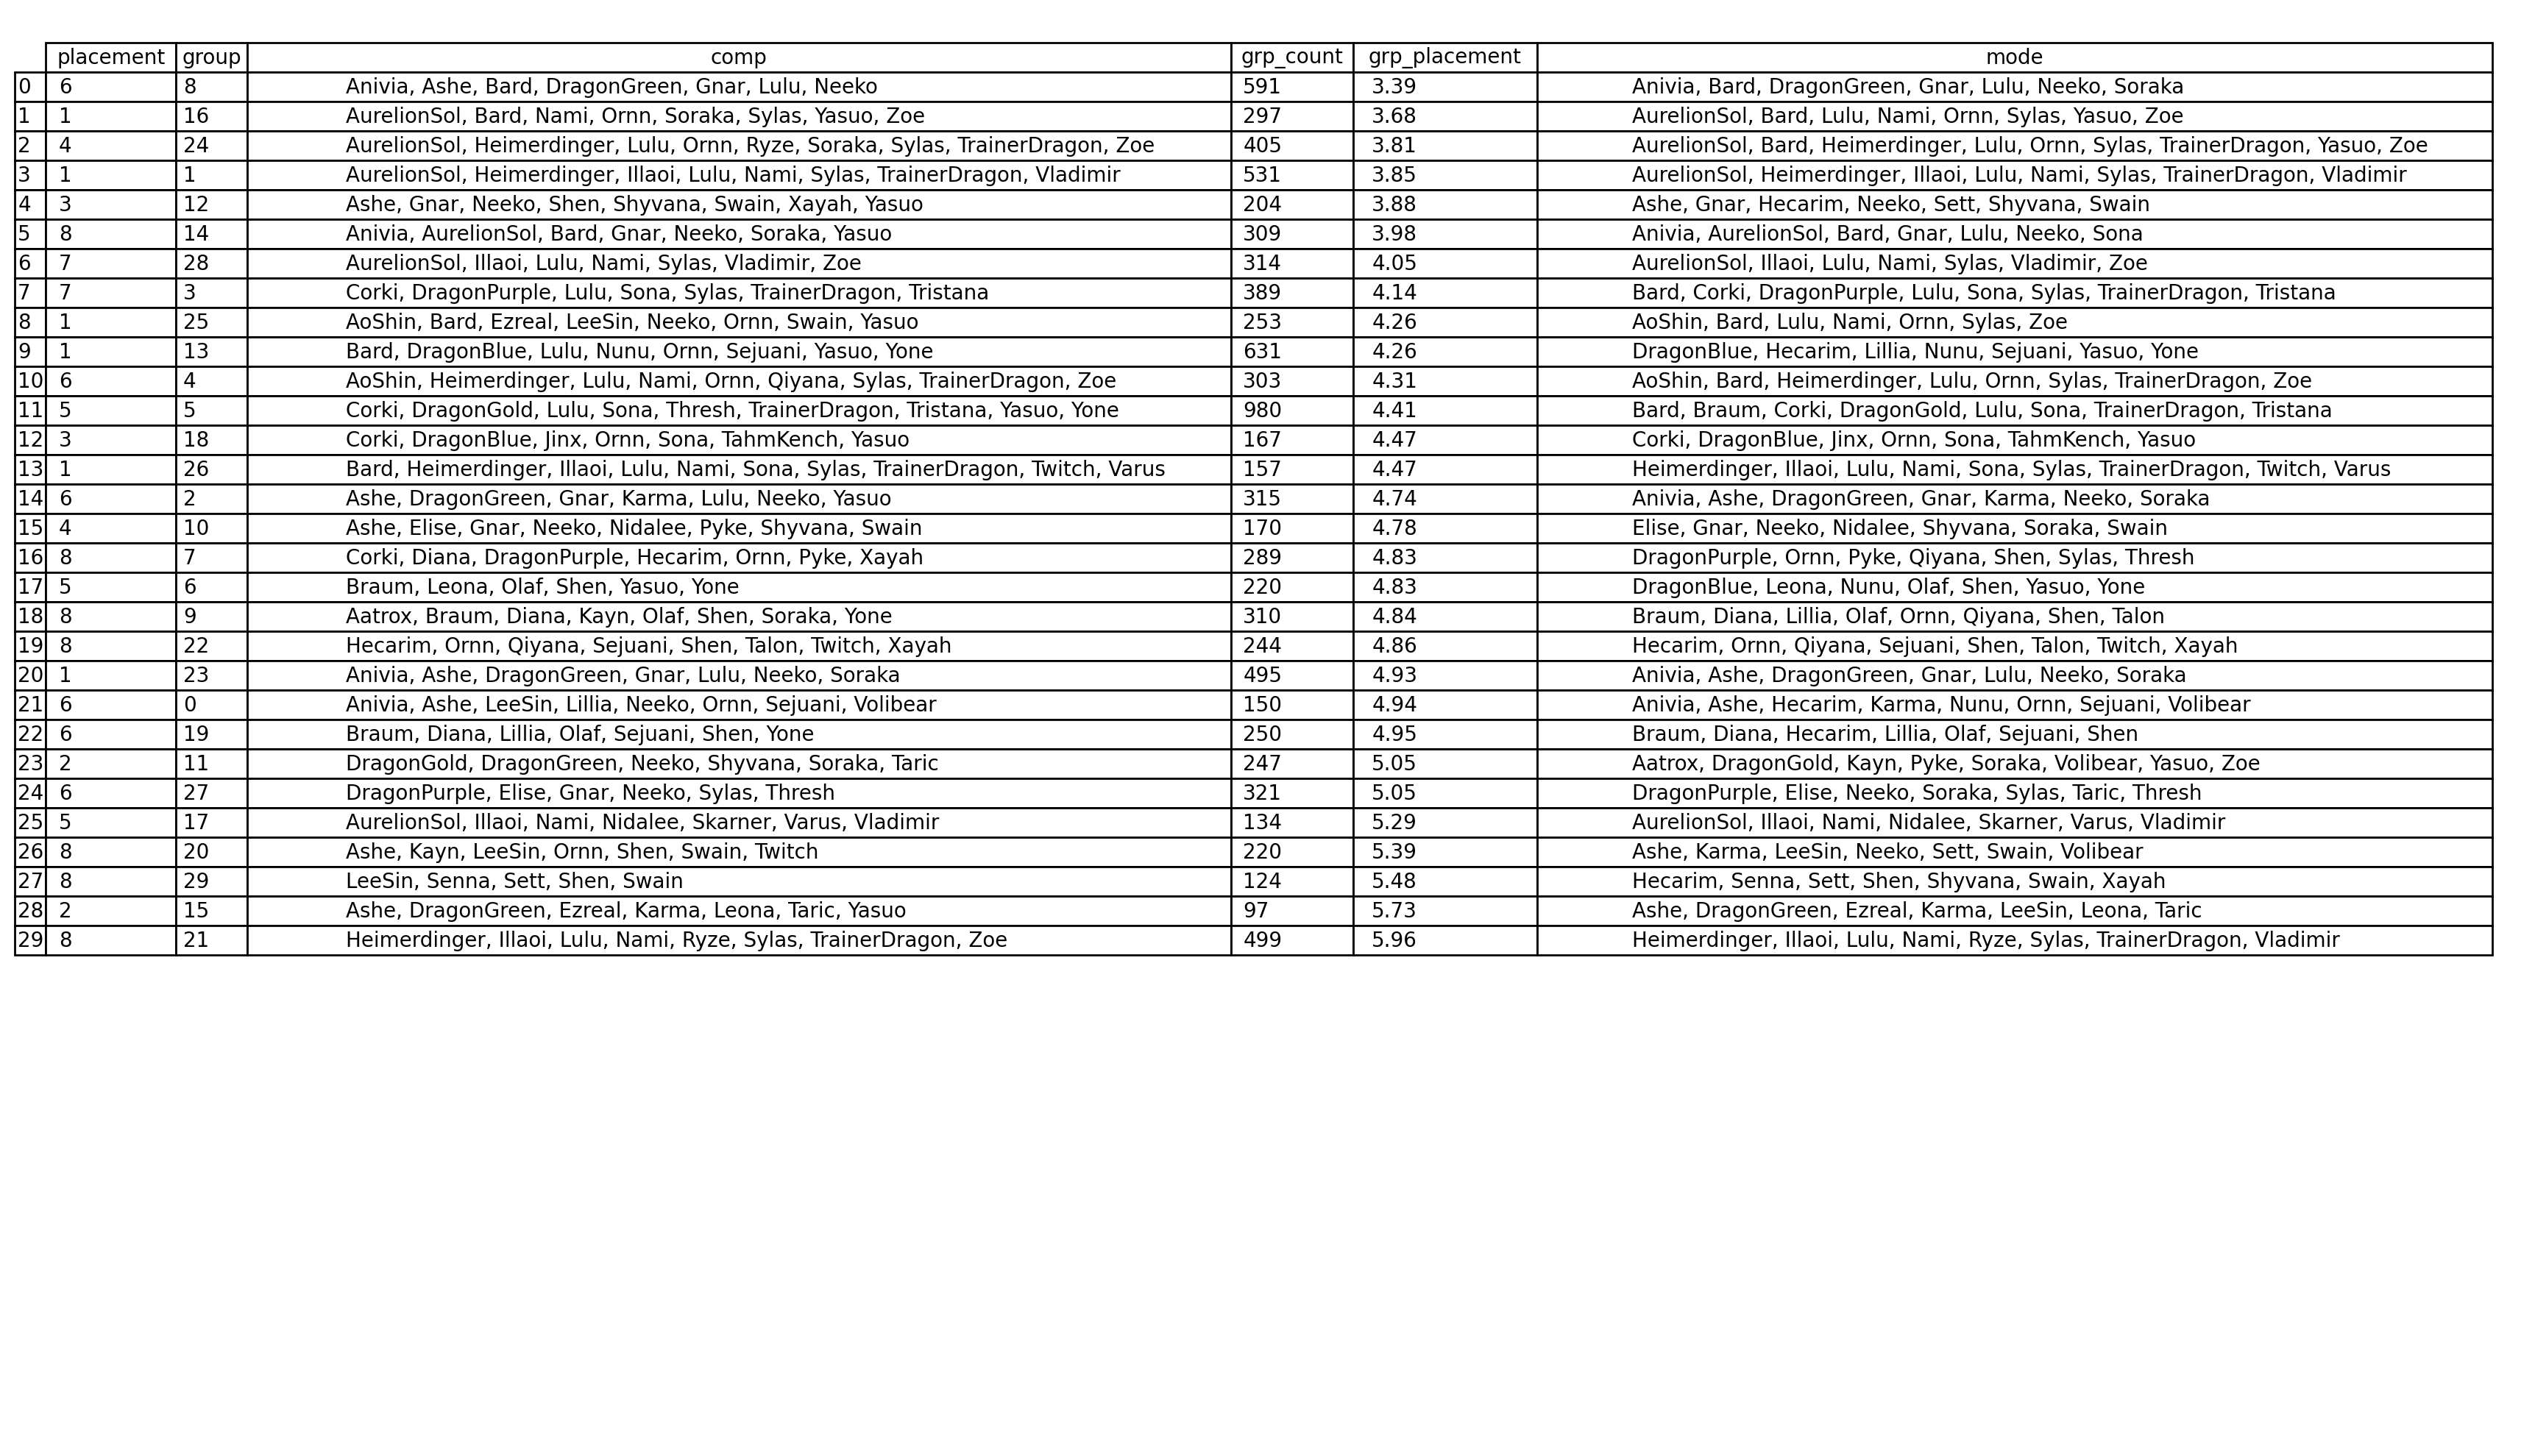 placement group comp grp_count grp_placement mode
0 6 8 Anivia, Ashe, Bard, DragonGreen, Gnar, Lulu, Neeko 591 3.39 Anivia, Bard, DragonGreen, Gnar, Lulu, Neeko, Soraka
1 1 16 AurelionSol, Bard, Nami, Ornn, Soraka, Sylas, Yasuo, Zoe 297 3.68 AurelionSol, Bard, Lulu, Nami, Ornn, Sylas, Yasuo, Zoe
2 4 24 AurelionSol, Heimerdinger, Lulu, Ornn, Ryze, Soraka, Sylas, TrainerDragon, Zoe 405 3.81 AurelionSol, Bard, Heimerdinger, Lulu, Ornn, Sylas, TrainerDragon, Yasuo, Zoe
3 1 1 AurelionSol, Heimerdinger, Illaoi, Lulu, Nami, Sylas, TrainerDragon, Vladimir 531 3.85 AurelionSol, Heimerdinger, Illaoi, Lulu, Nami, Sylas, TrainerDragon, Vladimir
4 3 12 Ashe, Gnar, Neeko, Shen, Shyvana, Swain, Xayah, Yasuo 204 3.88 Ashe, Gnar, Hecarim, Neeko, Sett, Shyvana, Swain
5 8 14 Anivia, AurelionSol, Bard, Gnar, Neeko, Soraka, Yasuo 309 3.98 Anivia, AurelionSol, Bard, Gnar, Lulu, Neeko, Sona
6 7 28 AurelionSol, Illaoi, Lulu, Nami, Sylas, Vladimir, Zoe 314 4.05 AurelionSol, Illaoi, Lulu, Nami, Sylas, Vladimir, Zoe
7 7 3 Corki, DragonPurple, Lulu, Sona, Sylas, TrainerDragon, Tristana 389 4.14 Bard, Corki, DragonPurple, Lulu, Sona, Sylas, TrainerDragon, Tristana
8 1 25 AoShin, Bard, Ezreal, LeeSin, Neeko, Ornn, Swain, Yasuo 253 4.26 AoShin, Bard, Lulu, Nami, Ornn, Sylas, Zoe
9 1 13 Bard, DragonBlue, Lulu, Nunu, Ornn, Sejuani, Yasuo, Yone 631 4.26 DragonBlue, Hecarim, Lillia, Nunu, Sejuani, Yasuo, Yone
10 6 4 AoShin, Heimerdinger, Lulu, Nami, Ornn, Qiyana, Sylas, TrainerDragon, Zoe 303 4.31 AoShin, Bard, Heimerdinger, Lulu, Ornn, Sylas, TrainerDragon, Zoe
11 5 5 Corki, DragonGold, Lulu, Sona, Thresh, TrainerDragon, Tristana, Yasuo, Yone 980 4.41 Bard, Braum, Corki, DragonGold, Lulu, Sona, TrainerDragon, Tristana
12 3 18 Corki, DragonBlue, Jinx, Ornn, Sona, TahmKench, Yasuo 167 4.47 Corki, DragonBlue, Jinx, Ornn, Sona, TahmKench, Yasuo
13 1 26 Bard, Heimerdinger, Illaoi, Lulu, Nami, Sona, Sylas, TrainerDragon, Twitch, Varus 157 4.47 Heimerdinger, Illaoi, Lulu, Nami, Sona, Sylas, TrainerDragon, Twitch, Varus
14 6 2 Ashe, DragonGreen, Gnar, Karma, Lulu, Neeko, Yasuo 315 4.74 Anivia, Ashe, DragonGreen, Gnar, Karma, Neeko, Soraka
15 4 10 Ashe, Elise, Gnar, Neeko, Nidalee, Pyke, Shyvana, Swain 170 4.78 Elise, Gnar, Neeko, Nidalee, Shyvana, Soraka, Swain
16 8 7 Corki, Diana, DragonPurple, Hecarim, Ornn, Pyke, Xayah 289 4.83 DragonPurple, Ornn, Pyke, Qiyana, Shen, Sylas, Thresh
17 5 6 Braum, Leona, Olaf, Shen, Yasuo, Yone 220 4.83 DragonBlue, Leona, Nunu, Olaf, Shen, Yasuo, Yone
18 8 9 Aatrox, Braum, Diana, Kayn, Olaf, Shen, Soraka, Yone 310 4.84 Braum, Diana, Lillia, Olaf, Ornn, Qiyana, Shen, Talon
19 8 22 Hecarim, Ornn, Qiyana, Sejuani, Shen, Talon, Twitch, Xayah 244 4.86 Hecarim, Ornn, Qiyana, Sejuani, Shen, Talon, Twitch, Xayah
20 1 23 Anivia, Ashe, DragonGreen, Gnar, Lulu, Neeko, Soraka 495 4.93 Anivia, Ashe, DragonGreen, Gnar, Lulu, Neeko, Soraka
21 6 0 Anivia, Ashe, LeeSin, Lillia, Neeko, Ornn, Sejuani, Volibear 150 4.94 Anivia, Ashe, Hecarim, Karma, Nunu, Ornn, Sejuani, Volibear
22 6 19 Braum, Diana, Lillia, Olaf, Sejuani, Shen, Yone 250 4.95 Braum, Diana, Hecarim, Lillia, Olaf, Sejuani, Shen
23 2 11 DragonGold, DragonGreen, Neeko, Shyvana, Soraka, Taric 247 5.05 Aatrox, DragonGold, Kayn, Pyke, Soraka, Volibear, Yasuo, Zoe
24 6 27 DragonPurple, Elise, Gnar, Neeko, Sylas, Thresh 321 5.05 DragonPurple, Elise, Neeko, Soraka, Sylas, Taric, Thresh
25 5 17 AurelionSol, Illaoi, Nami, Nidalee, Skarner, Varus, Vladimir 134 5.29 AurelionSol, Illaoi, Nami, Nidalee, Skarner, Varus, Vladimir
26 8 20 Ashe, Kayn, LeeSin, Ornn, Shen, Swain, Twitch 220 5.39 Ashe, Karma, LeeSin, Neeko, Sett, Swain, Volibear
27 8 29 LeeSin, Senna, Sett, Shen, Swain 124 5.48 Hecarim, Senna, Sett, Shen, Shyvana, Swain, Xayah
28 2 15 Ashe, DragonGreen, Ezreal, Karma, Leona, Taric, Yasuo 97 5.73 Ashe, DragonGreen, Ezreal, Karma, LeeSin, Leona, Taric
29 8 21 Heimerdinger, Illaoi, Lulu, Nami, Ryze, Sylas, TrainerDragon, Zoe 499 5.96 Heimerdinger, Illaoi, Lulu, Nami, Ryze, Sylas, TrainerDragon, Vladimir